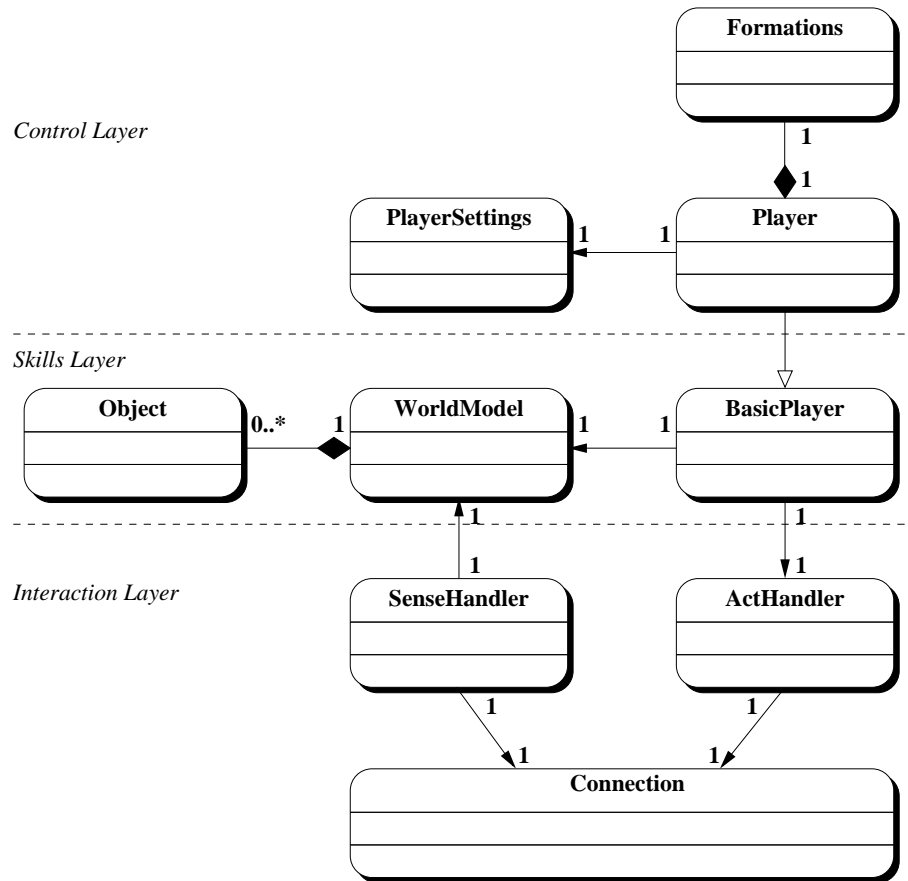 Formations
Control Layer
1
1
PlayerSettings
Player
1
1
Skills Layer
Object
WorldModel
BasicPlayer
0..*
1
1
1
1
1
Interaction Layer
1
1
SenseHandler
ActHandler
1
1
1
1
Connection